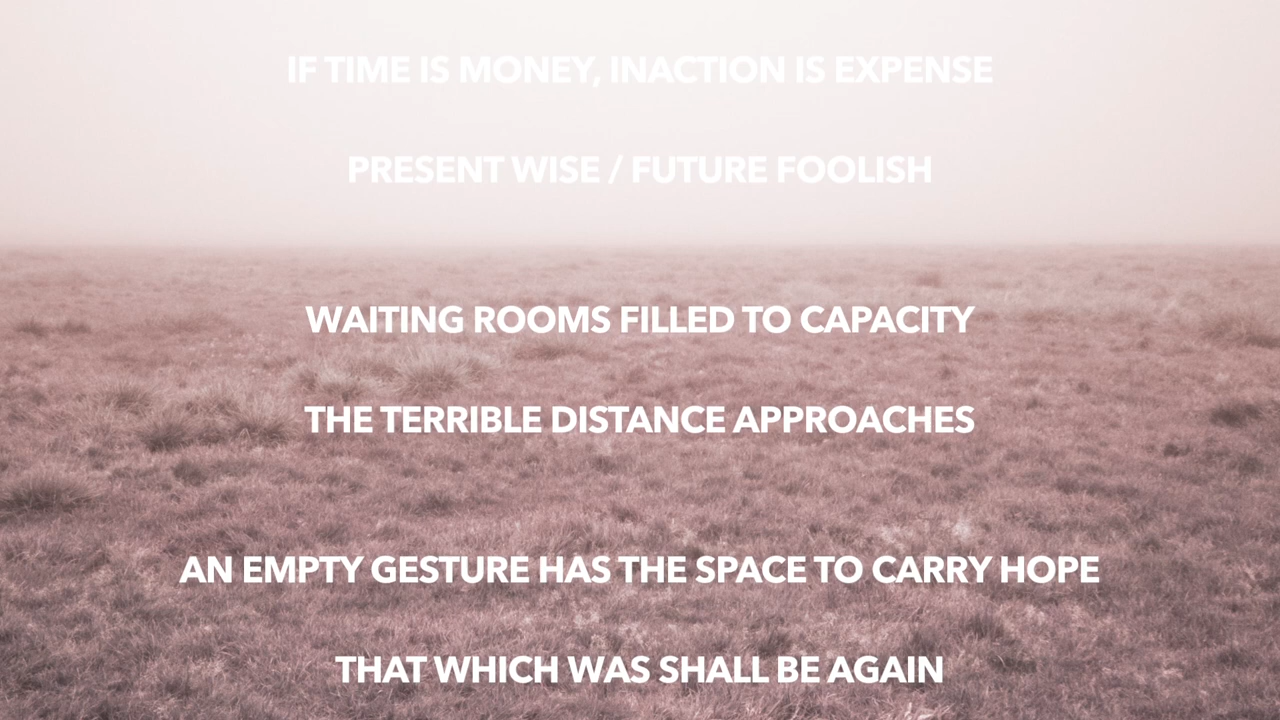 IF TIME IS MONEY, INACTION IS EXPENSE
PRESENT WISE / FUTURE FOOLISH
WAITING ROOMS FILLED TO CAPACITY
THE TERRIBLE DISTANCE APPROACHES
AN EMPTY GESTURE HAS THE SPACE TO CARRY HOPE
THAT WHICH WAS SHALL BE AGAIN